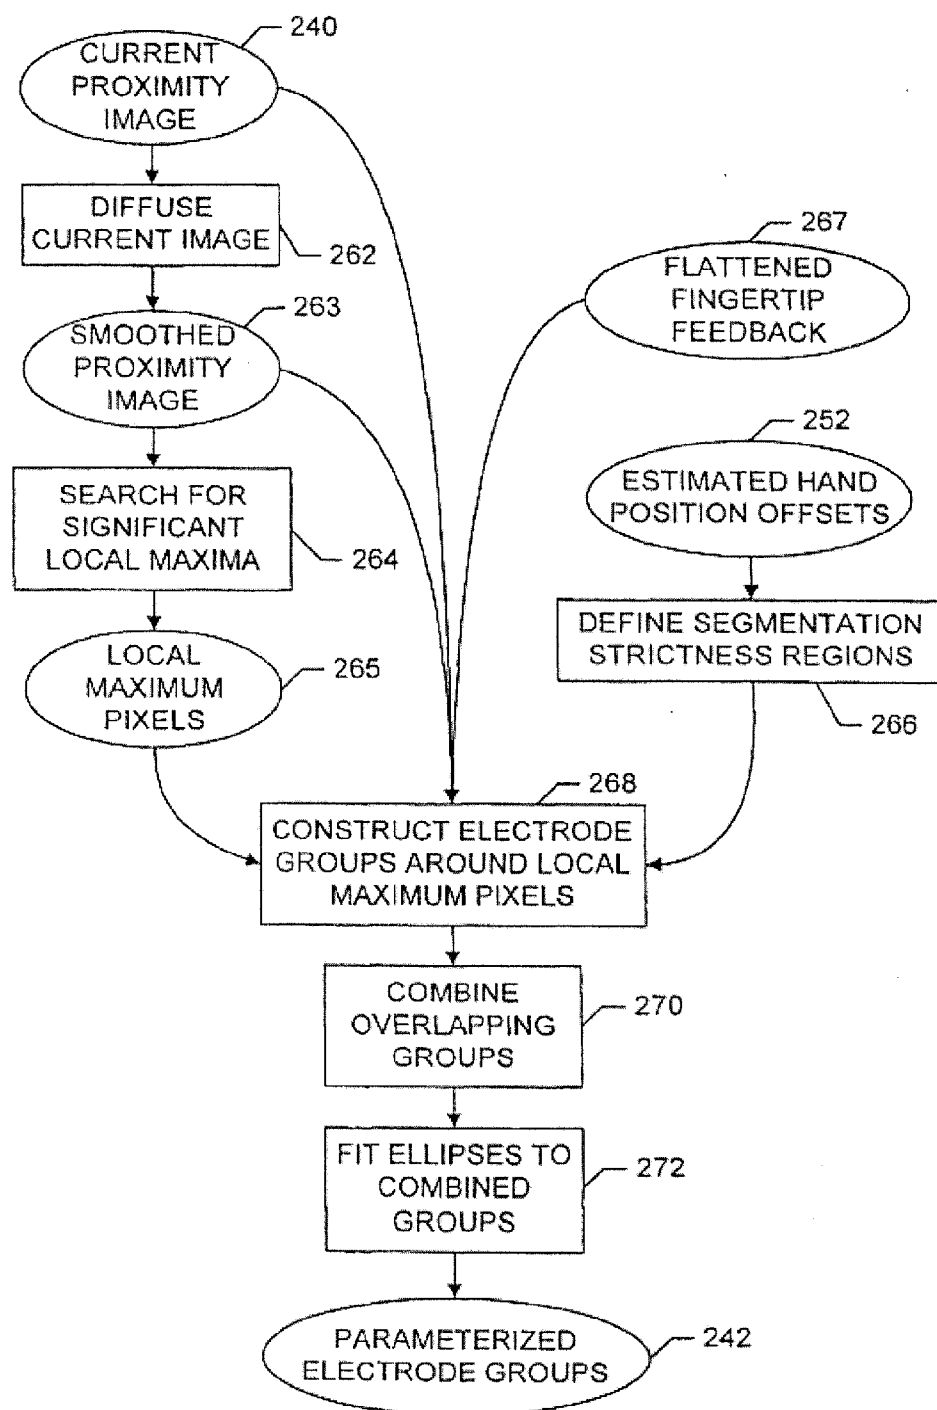 240
CURRENT
PROXIMITY
IMAGE
DIFFUSE
CURRENT IMAGE
262
263
SMOOTHED
PROXIMITY
IMAGE
SEARCH FOR
SIGNIFICANT
LOCAL MAXIMA
264
LOCAL
MAXIMUM
PIXELS
265
267
FLATTENED
FINGERTIP
FEEDBACK
252
ESTIMATED HAND
POSITION OFFSETS
DEFINE SEGMENTATION
STRICTNESS REGIONS
266
268
CONSTRUCT ELECTRODE
GROUPS AROUND LOCAL
MAXIMUM PIXELS
COMBINE
OVERLAPPING
GROUPS
270
FIT ELLIPSES TO
COMBINED
GROUPS
272
PARAMETERIZED
ELECTRODE GROUPS
242